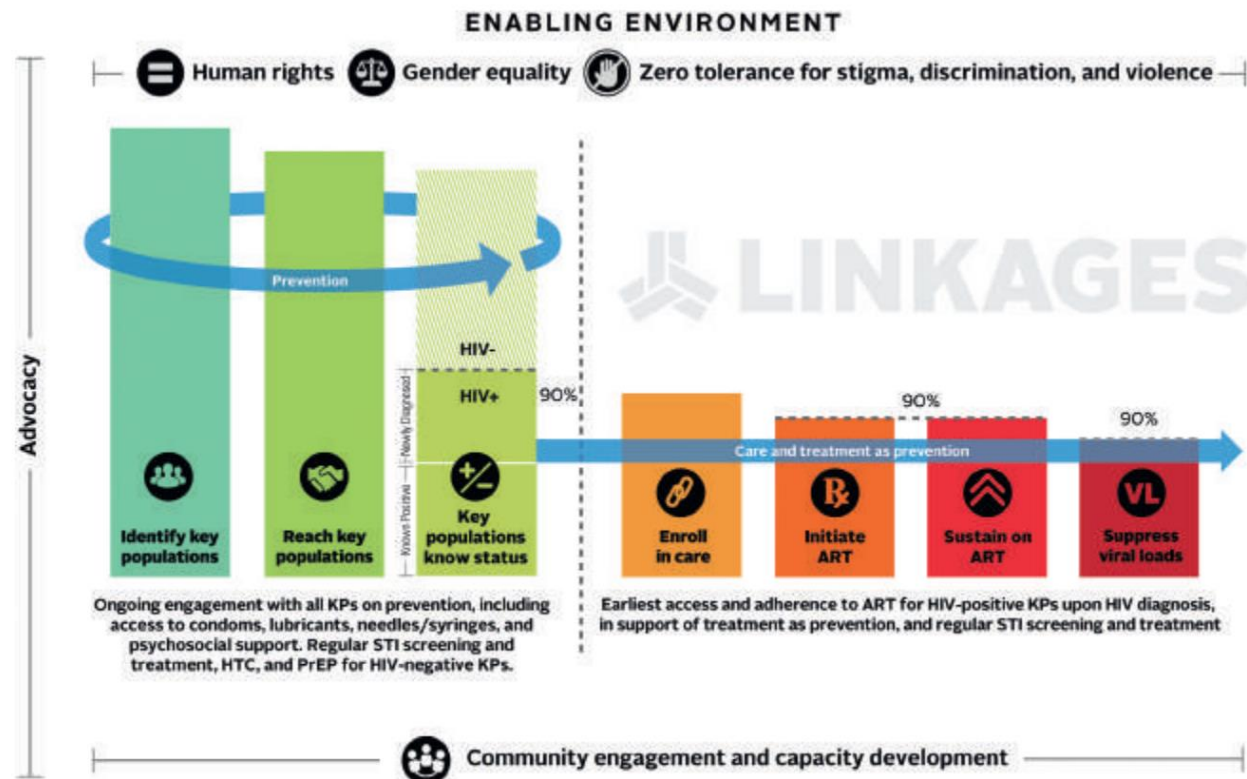 ENABLING ENVIRONMENT
Human rights
Gender equality
Zero tolerance for stigma, discrimination, and violence
Advocacy
Prevention
LINKAGES
HIV-
HIV+
90%
Newly Diagnosed
Known Positive
90%
90%
Care and treatment as prevention
Identify key
populations
Reach key
populations
+/-
Key
populations
know status
Enroll
in care
Rx
Initiate
ART
Sustain on
ART
VL
Suppress
viral loads
Ongoing engagement with all KPs on prevention, including
access to condoms, lubricants, needles/syringes, and
psychosocial support. Regular STI screening and
treatment, HTC, and PrEP for HIV-negative KPs.
Earliest access and adherence to ART for HIV-positive KPs upon HIV diagnosis,
in support of treatment as prevention, and regular STI screening and treatment
Community engagement and capacity development